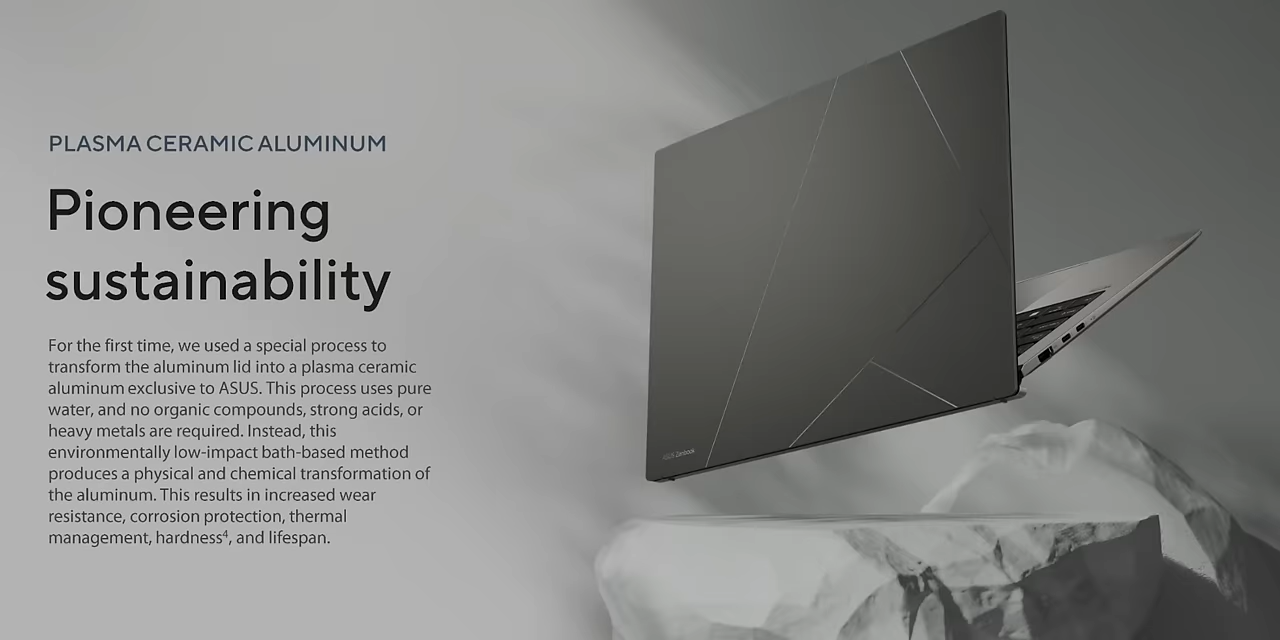 PLASMA CERAMIC ALUMINUM
Pioneering
sustainability
For the first time, we used a special process to
transform the aluminum lid into a plasma ceramic
aluminum exclusive to ASUS. This process uses pure
water, and no organic compounds, strong acids, or
heavy metals are required. Instead, this
environmentally low-impact bath-based method
produces a physical and chemical transformation of
the aluminum. This results in increased wear
resistance, corrosion protection, thermal
management, hardness⁴, and lifespan.
ASUS Zenbook